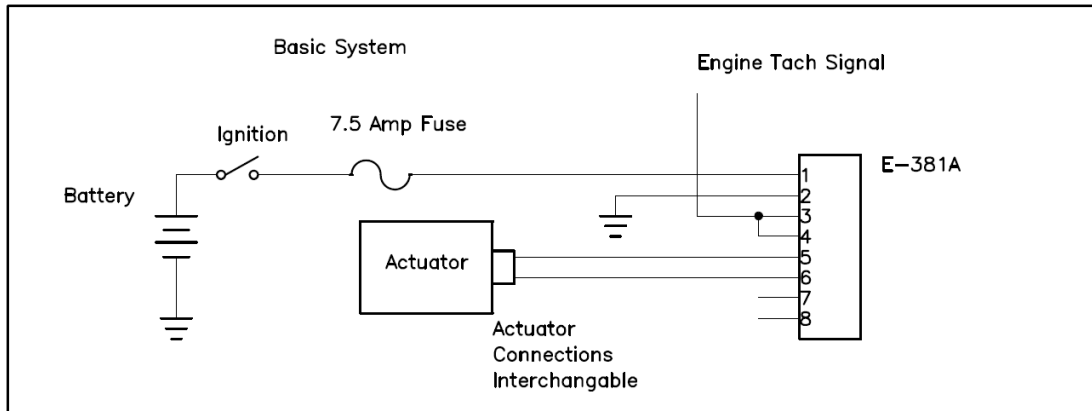 Basic System
Engine Tach Signal
7.5 Amp Fuse
Ignition
E-381A
Battery
1
2
3
4
5
6
7
8
Actuator
Actuator
Connections
Interchangable